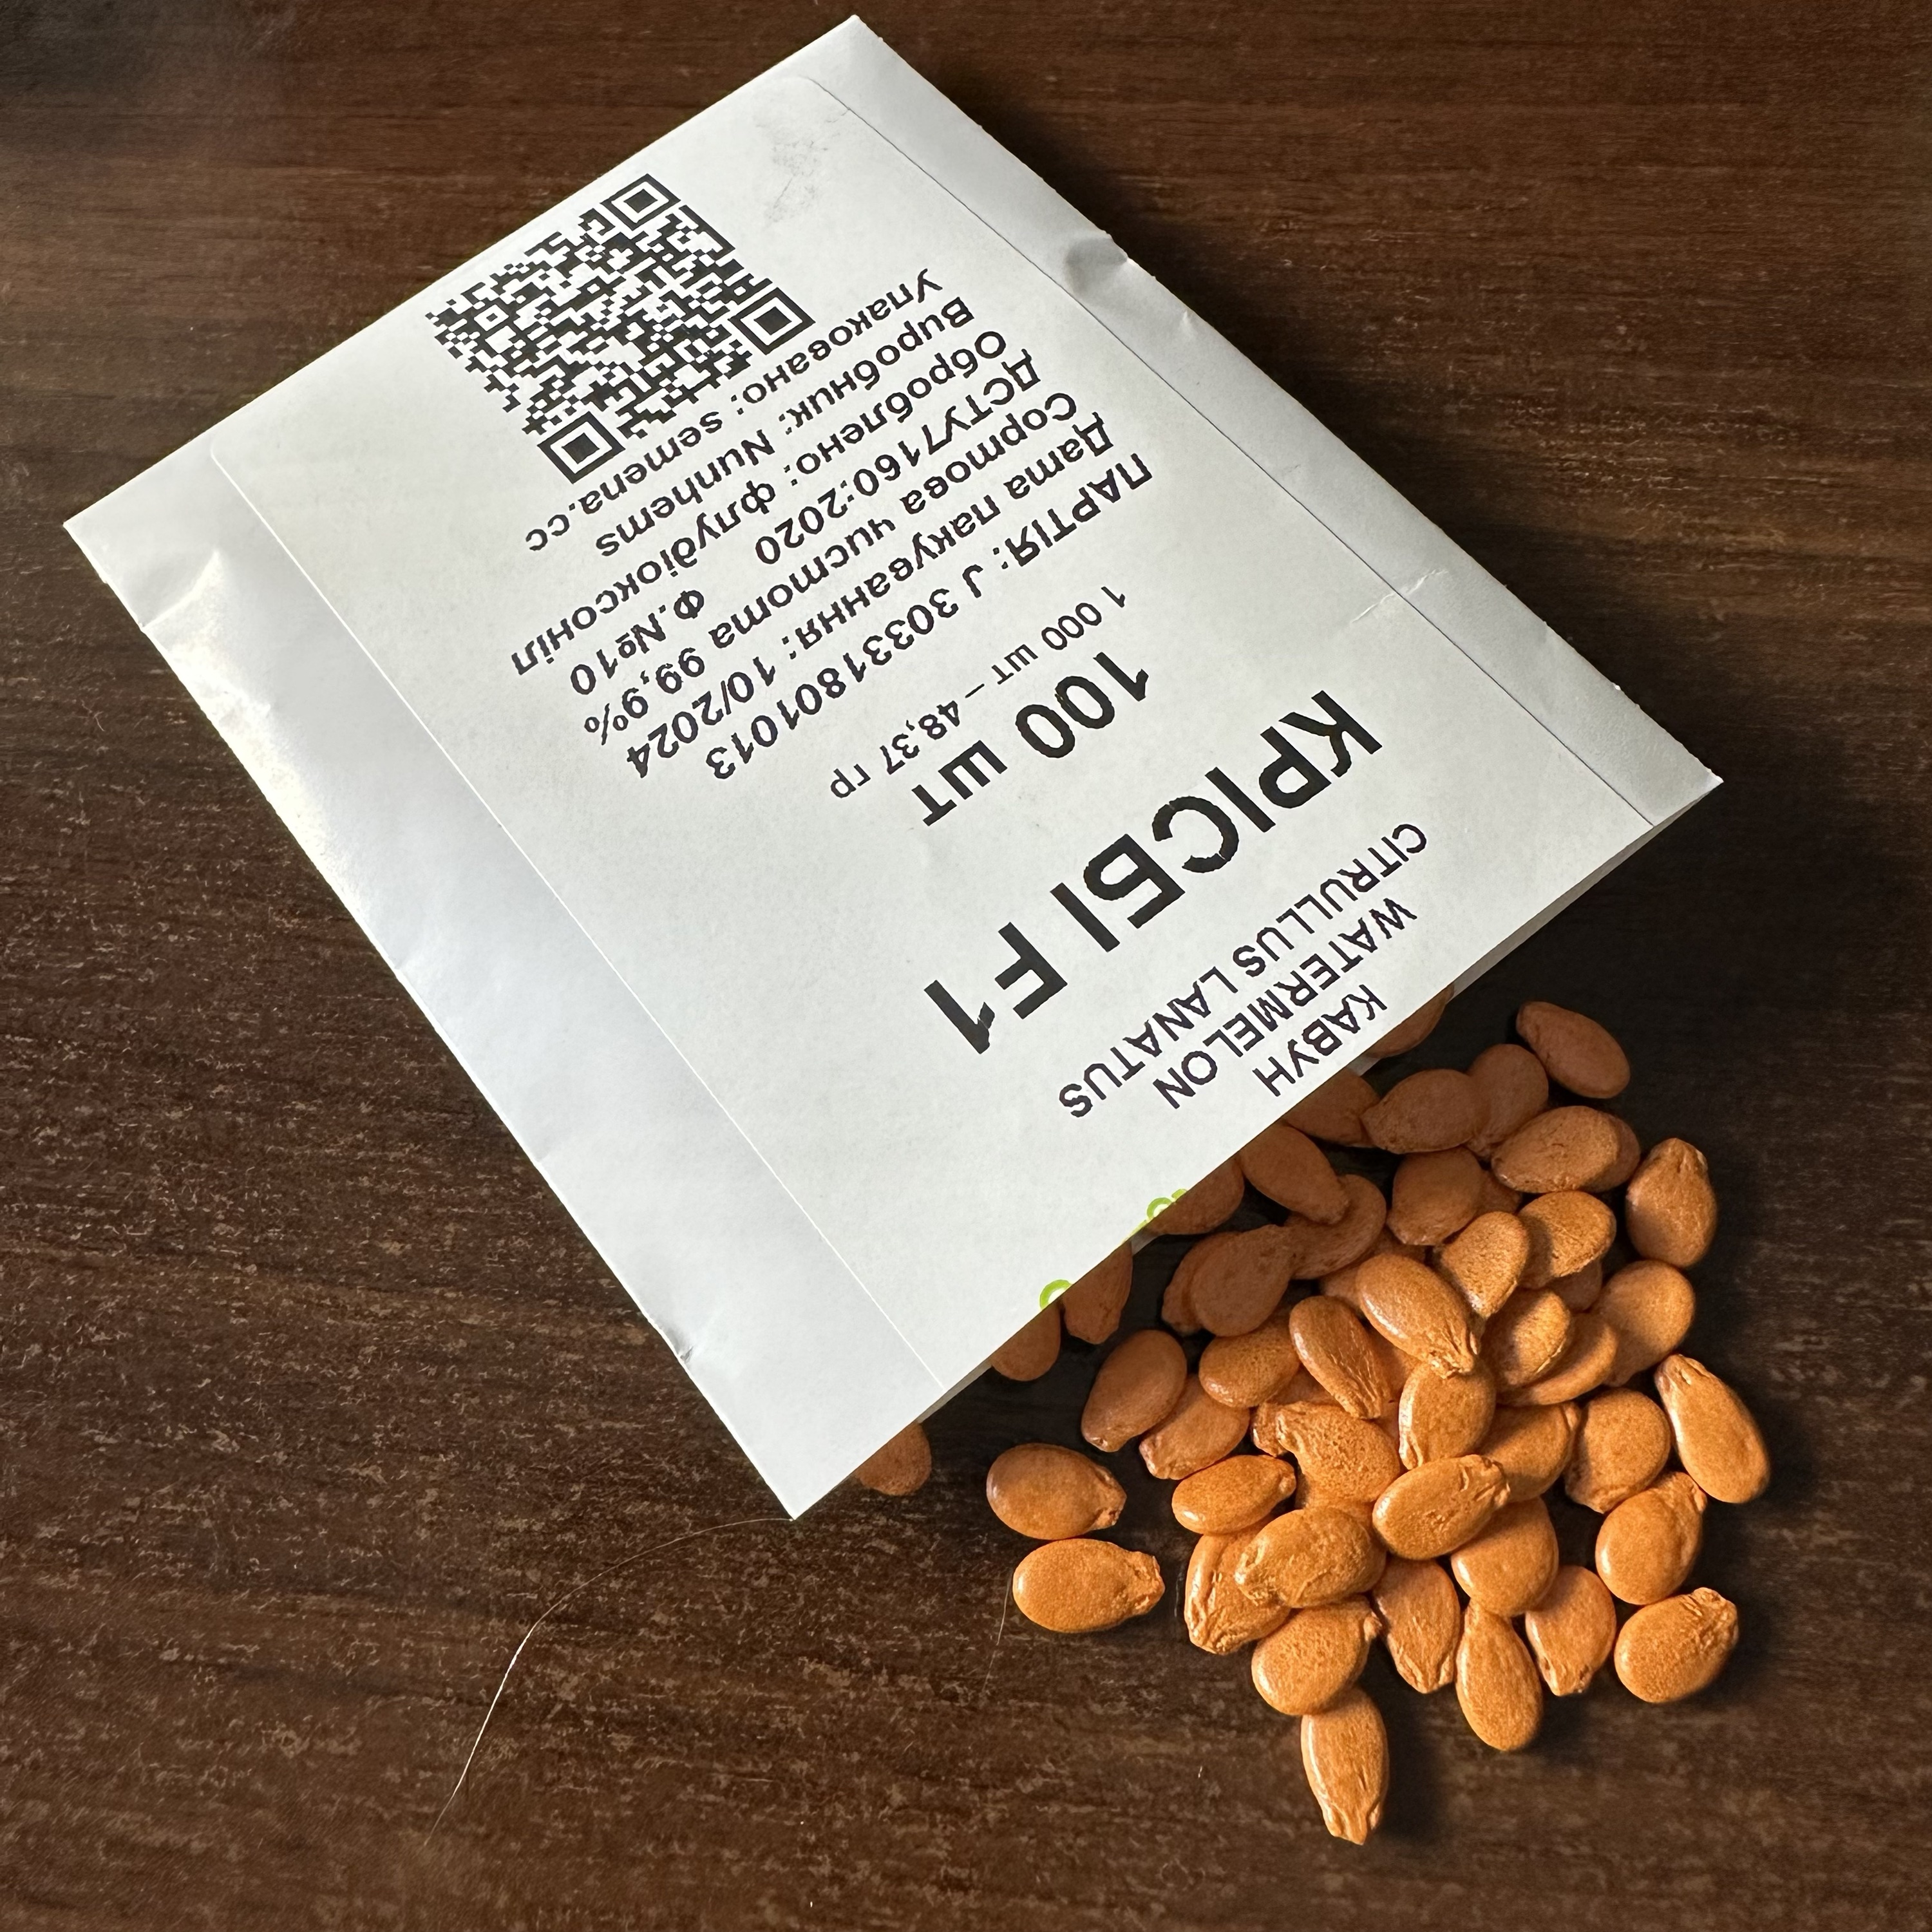 КАВУН
WATERMELON
CITRULLUS LANATUS
КРІСБІ F1
100 шт
1 000 шт – 48,37 гр
ПАРТІЯ: J 30331801013
Дата пакування: 10/2024
Сортова чистота 99,9%
ДСТУ7160:2020 Ф.№10
Оброблено: флудіоксоніл
Виробник: Nunhems
Упаковано: semena.cc